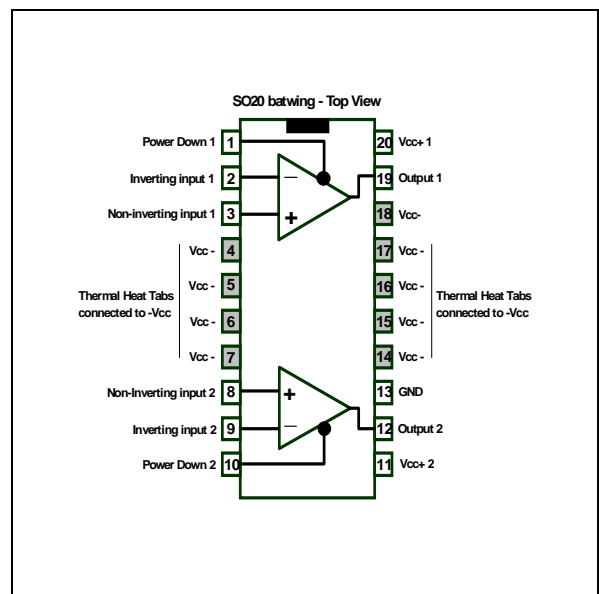 SO20 batwing - Top View
Power Down 1 1 20 Vcc+ 1
Inverting input 1 2 19 Output 1
Non-inverting input 1 3 18 Vcc-
Vcc - 4 17 Vcc -
Vcc - 5 16 Vcc -
Thermal Heat Tabs
connected to -Vcc
Thermal Heat Tabs
connected to -Vcc
Vcc - 6 15 Vcc -
Vcc - 7 14 Vcc -
Non-Inverting input 2 8 13 GND
Inverting input 2 9 12 Output 2
Power Down 2 10 11 Vcc+ 2